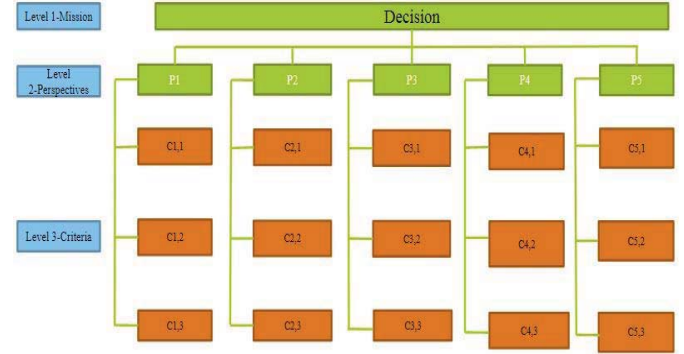 Level 1-Mission
Decision
Level
2-Perspectives
P1
P2
P3
P4
P5
C1,1
C2,1
C3,1
C4,1
C5,1
Level 3-Criteria
C1,2
C2,2
C3,2
C4,2
C5,2
C1,3
C2,3
C3,3
C4,3
C5,3